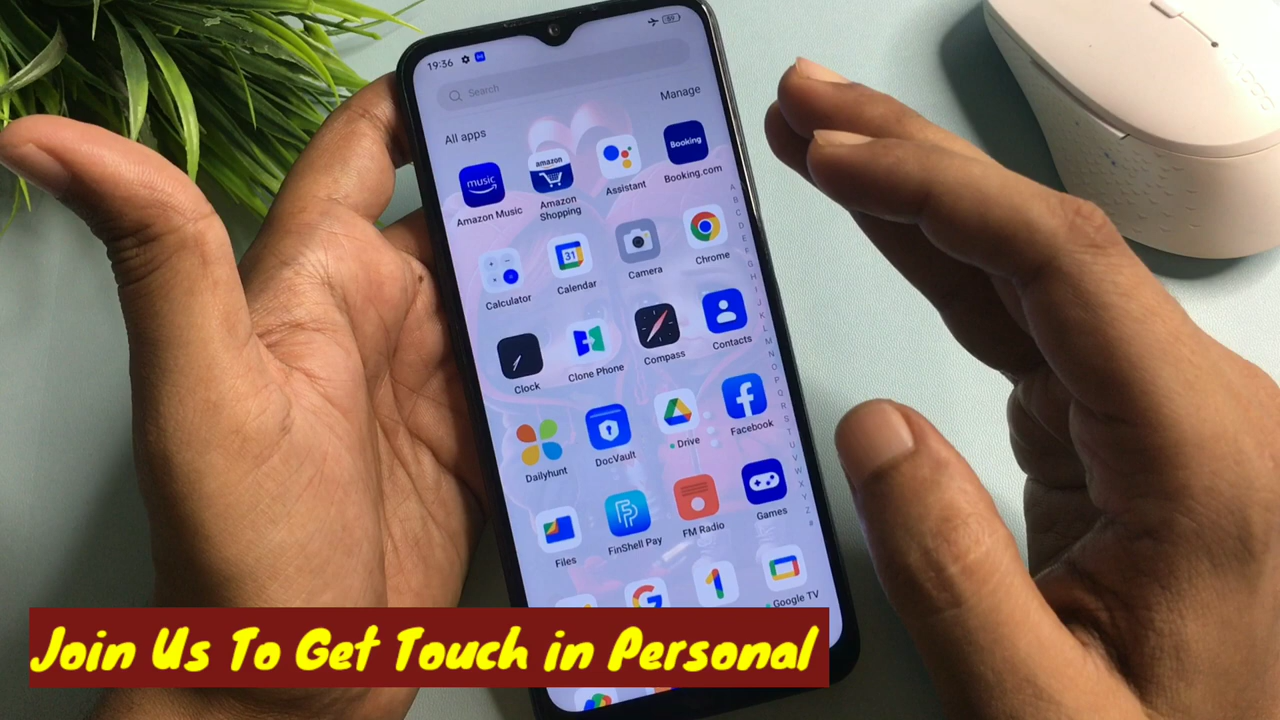 19:36
59
Search
Manage
All apps
music
Amazon Music
amazon
Amazon
Shopping
Assistant
Booking
Booking.com
Calculator
31
Calendar
Camera
Chrome
Clock
Clone Phone
Compass
Contacts
Dailyhunt
DocVault
Drive
Facebook
Files
FinShell Pay
FM Radio
Games
Google TV
A
B
C
D
E
F
G
H
I
J
K
L
M
N
O
P
Q
R
S
T
U
V
W
X
Y
Z
#
Join Us To Get Touch in Personal